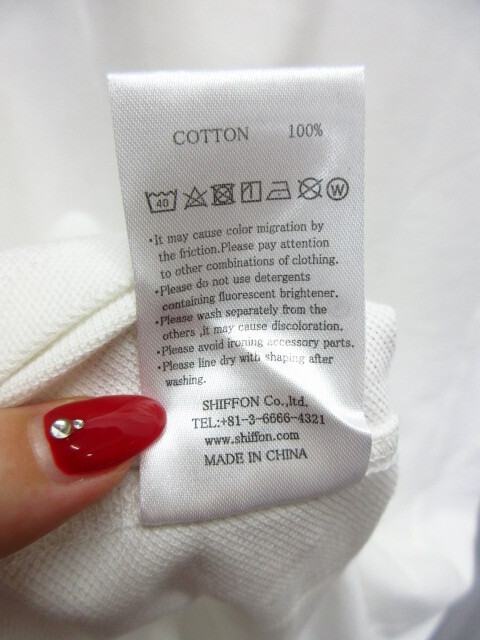 COTTON 100%
40 W
・It may cause color migration by
the friction.Please pay attention
to other combinations of clothing.
・Please do not use detergents
containing fluorescent brightener.
・Please wash separately from the
others ,it may cause discoloration.
・Please avoid ironing accessory parts.
・Please line dry with shaping after
washing.
SHIFFON Co.,ltd.
TEL:+81-3-6666-4321
www.shiffon.com
MADE IN CHINA